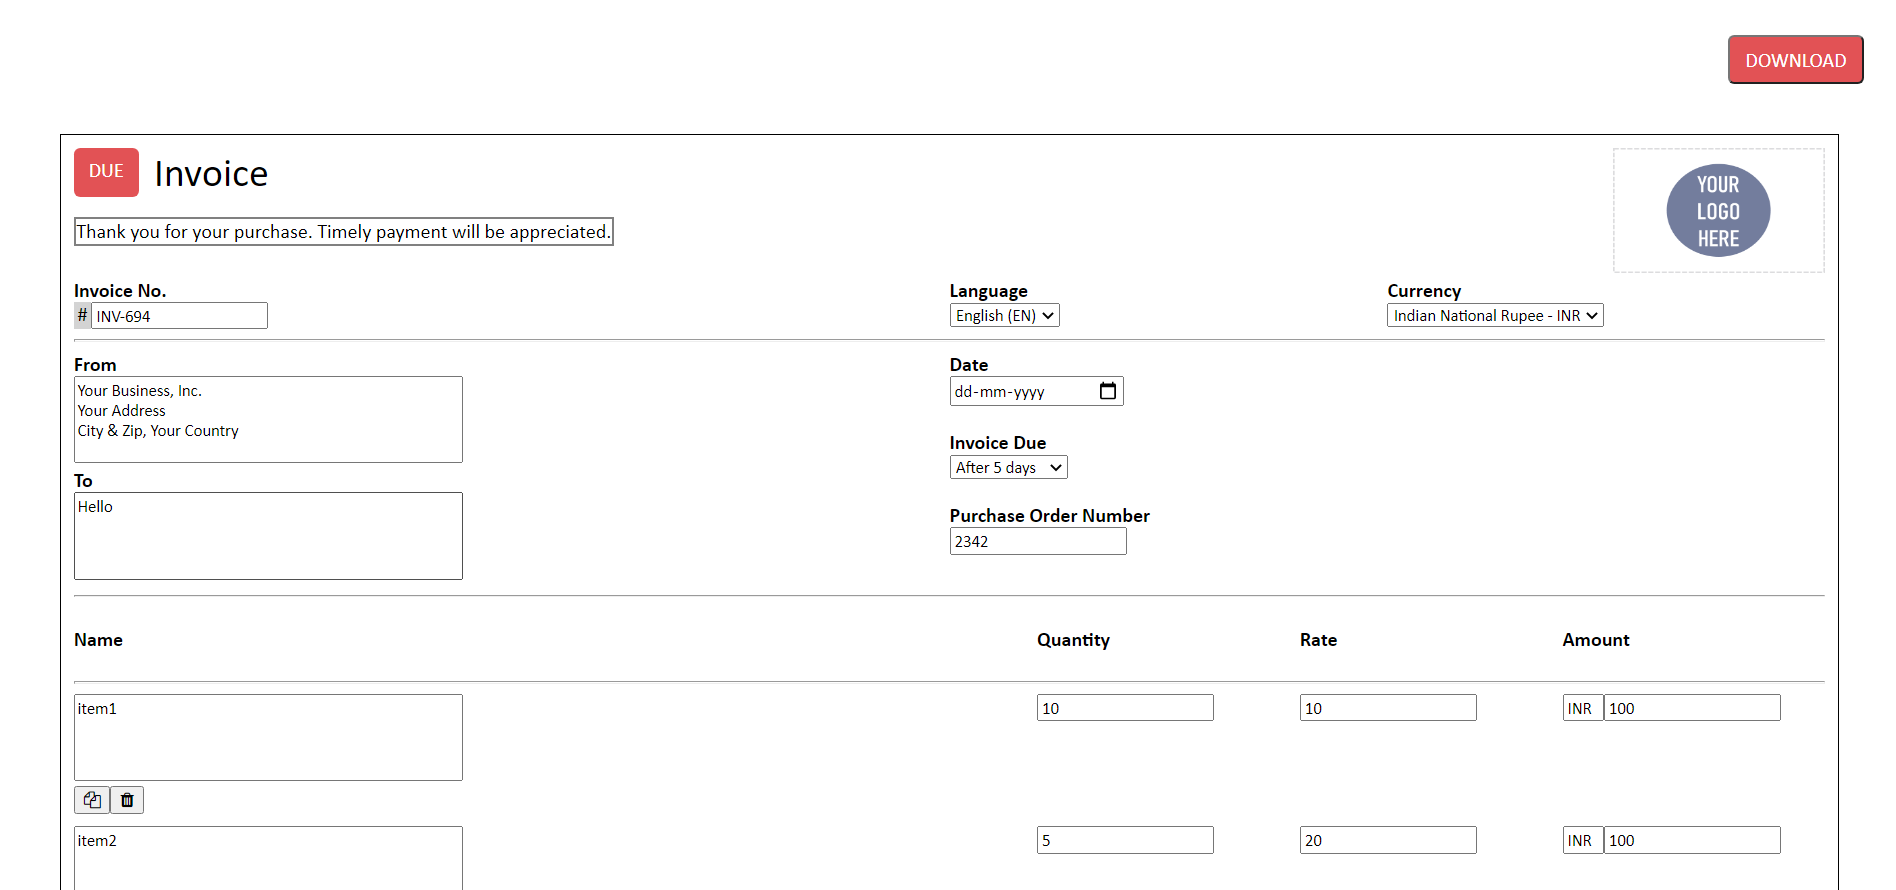 DOWNLOAD
DUE Invoice
YOUR
LOGO
HERE
Thank you for your purchase. Timely payment will be appreciated.
Invoice No. Language Currency
# INV-694 English (EN) Indian National Rupee - INR
From
Your Business, Inc.
Your Address
City & Zip, Your Country
To
Hello
Date
dd-mm-yyyy
Invoice Due
After 5 days
Purchase Order Number
2342
Name Quantity Rate Amount
item1 10 10 INR 100
item2 5 20 INR 100